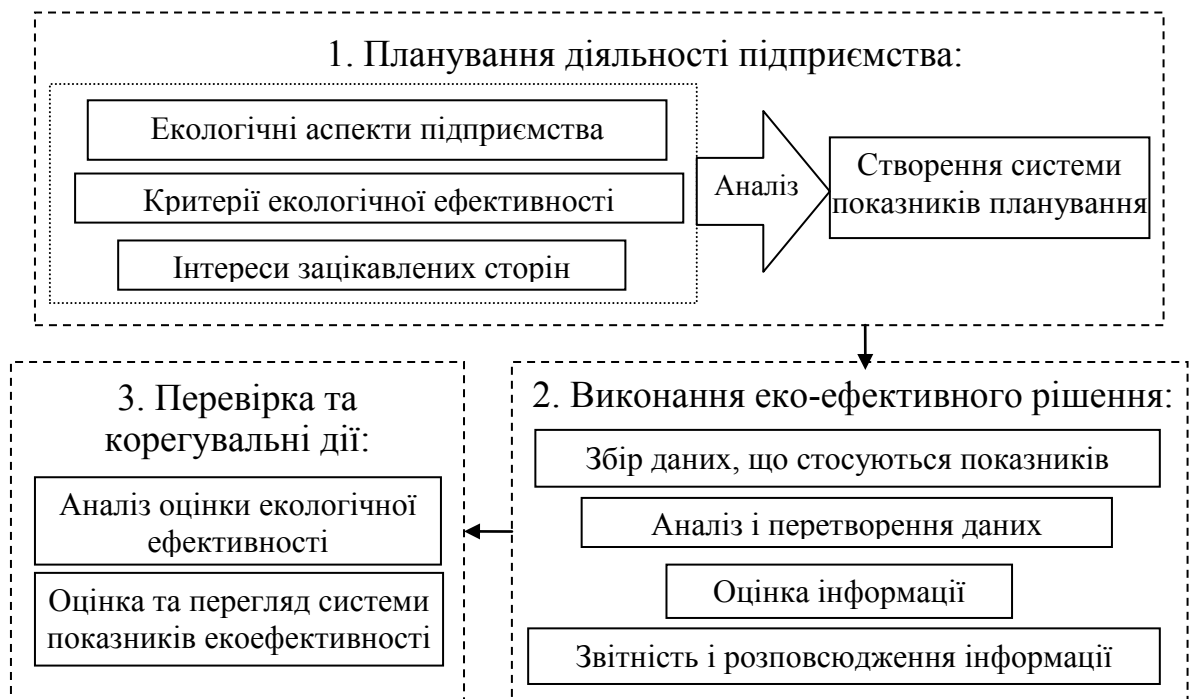 1. Планування діяльності підприємства:
Екологічні аспекти підприємства
Критерії екологічної ефективності
Інтереси зацікавлених сторін
Аналіз
Створення системи
показників планування
2. Виконання еко-ефективного рішення:
Збір даних, що стосуються показників
Аналіз і перетворення даних
Оцінка інформації
Звітність і розповсюдження інформації
3. Перевірка та
корегувальні дії:
Аналіз оцінки екологічної
ефективності
Оцінка та перегляд системи
показників екоефективності